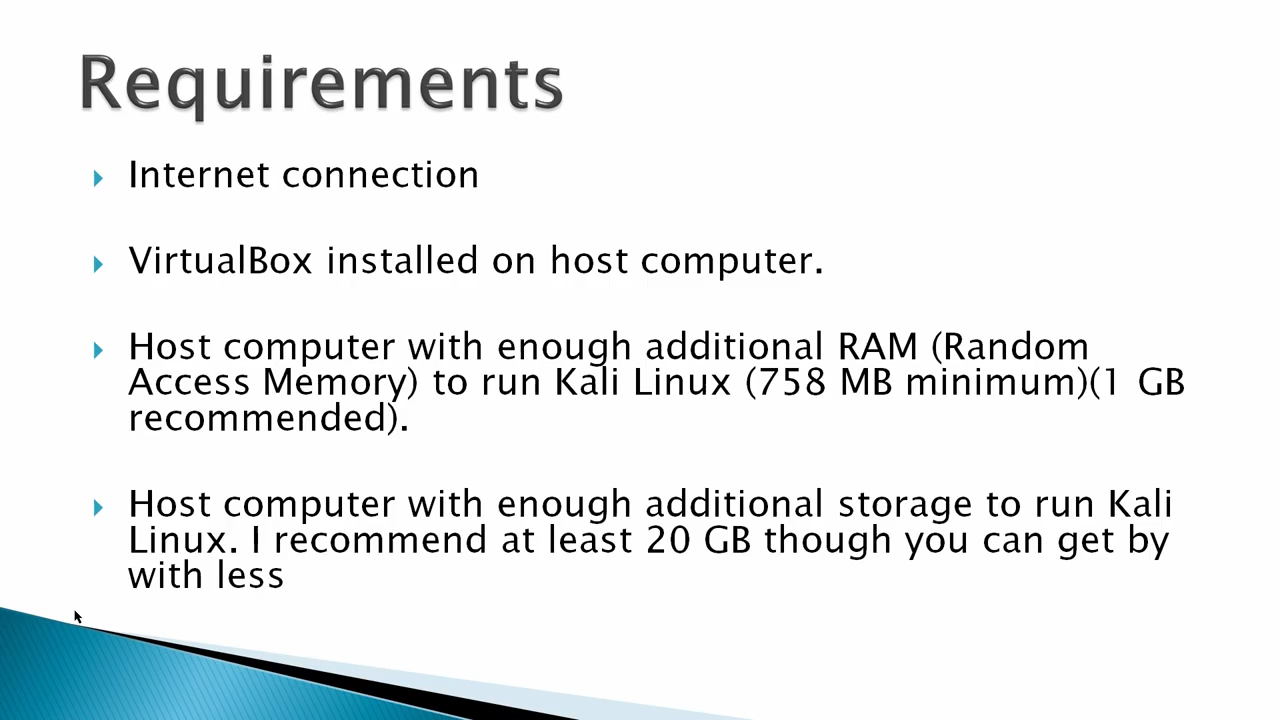 Requirements
Internet connection
VirtualBox installed on host computer.
Host computer with enough additional RAM (Random
Access Memory) to run Kali Linux (758 MB minimum)(1 GB
recommended).
Host computer with enough additional storage to run Kali
Linux. I recommend at least 20 GB though you can get by
with less